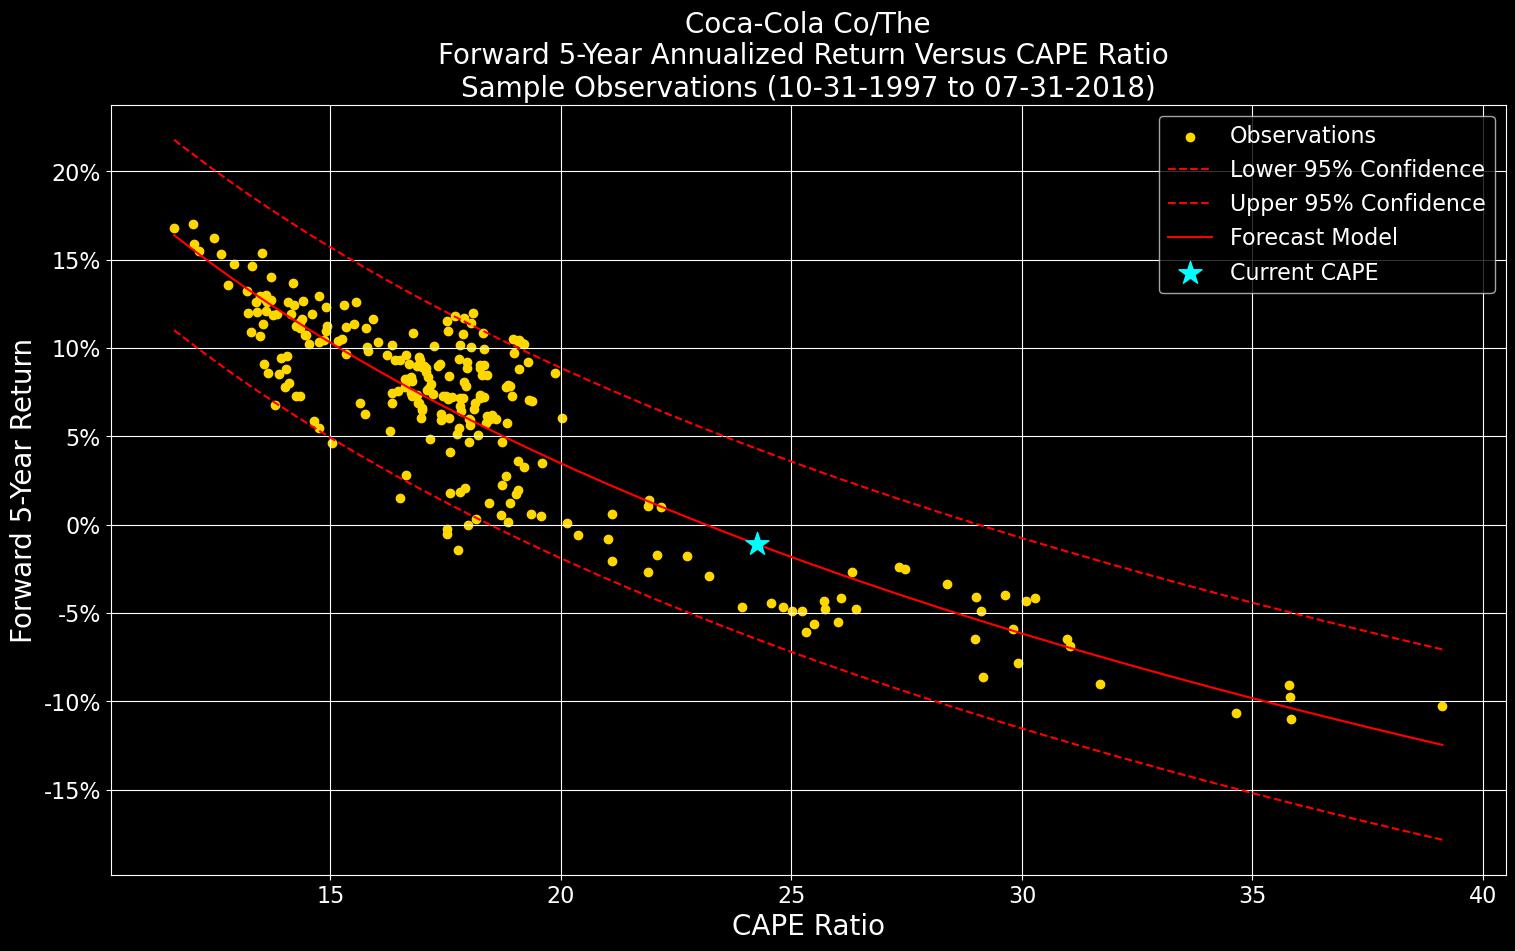 Coca-Cola Co/The
Forward 5-Year Annualized Return Versus CAPE Ratio
Sample Observations (10-31-1997 to 07-31-2018)
Observations
Lower 95% Confidence
Upper 95% Confidence
Forecast Model
Current CAPE
Forward 5-Year Return
20%
15%
10%
5%
0%
-5%
-10%
-15%
15 20 25 30 35 40
CAPE Ratio